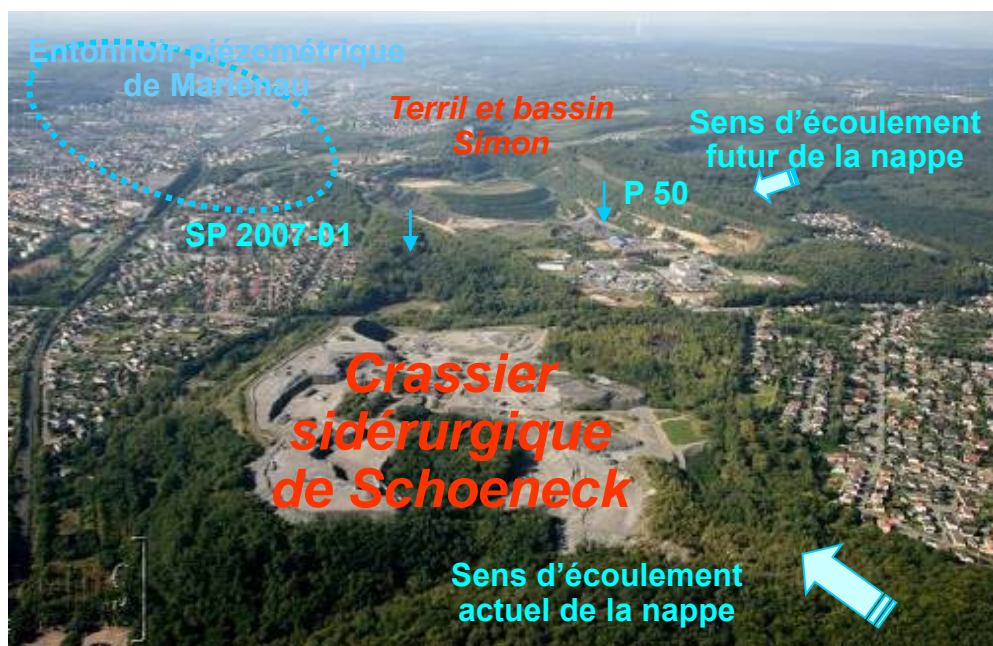 Entonnoir piézométrique
de Marienau
Terril et bassin
Simon
Sens d'écoulement
futur de la nappe
P 50
SP 2007-01
Crassier
sidérurgique
de Schoeneck
Sens d'écoulement
actuel de la nappe